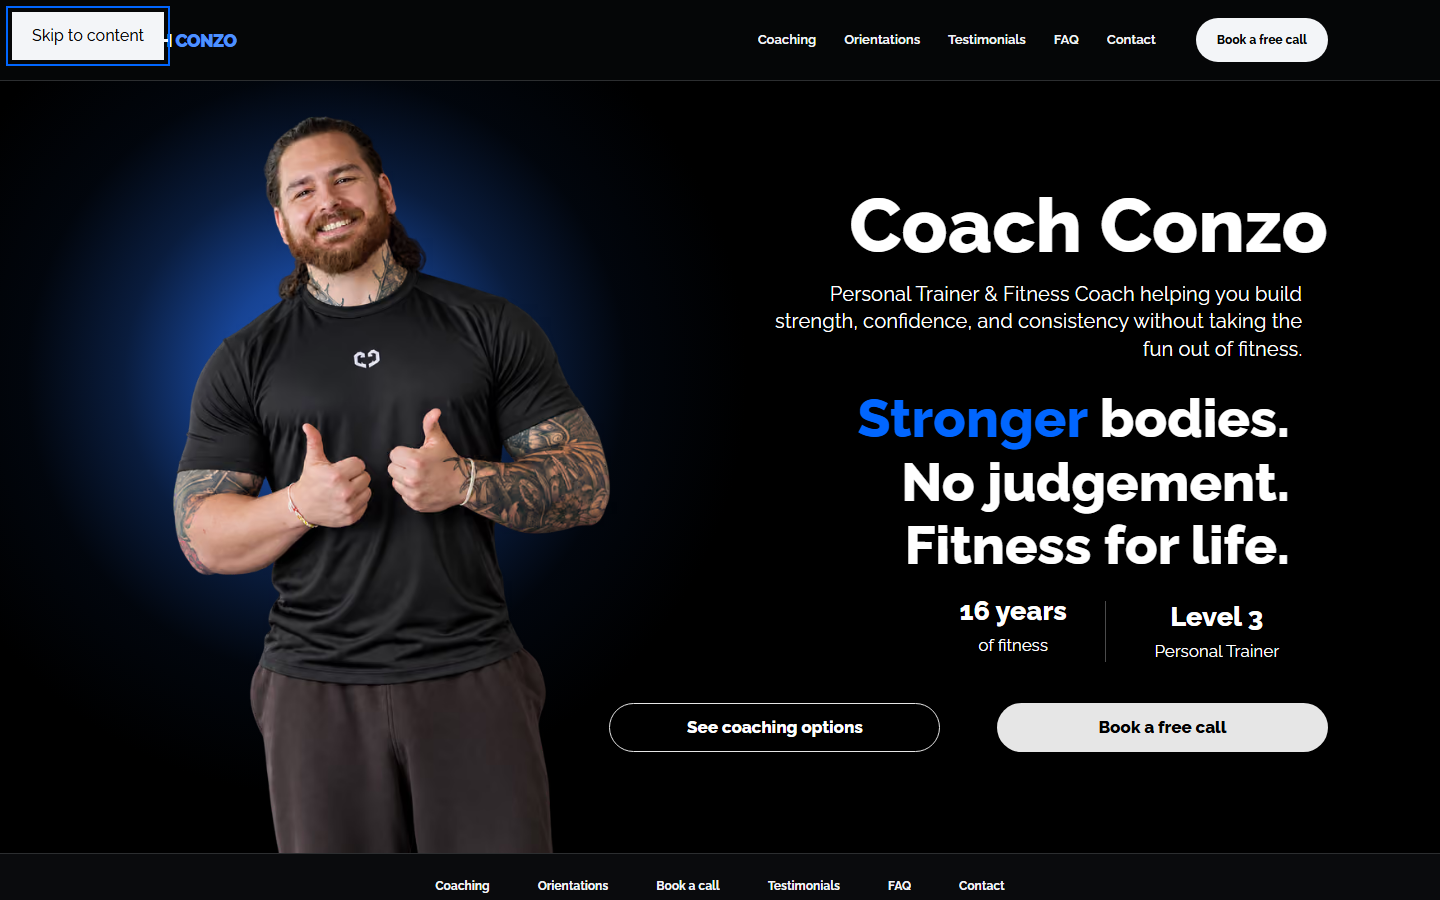 Skip to content
CONZO
Coaching
Orientations
Testimonials
FAQ
Contact
Book a free call
Coach Conzo
Personal Trainer & Fitness Coach helping you build
strength, confidence, and consistency without taking the
fun out of fitness.
Stronger bodies.
No judgement.
Fitness for life.
16 years
of fitness
Level 3
Personal Trainer
See coaching options
Book a free call
Coaching
Orientations
Book a call
Testimonials
FAQ
Contact